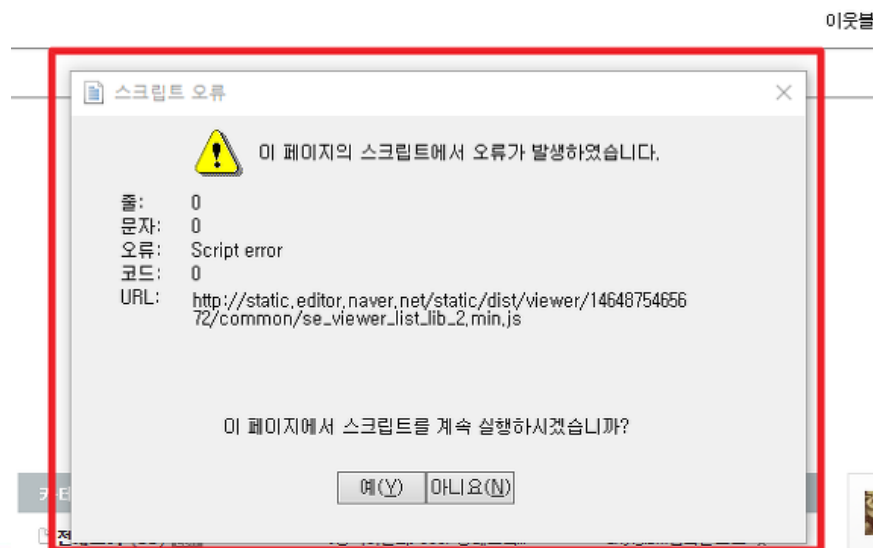 이웃블
스크립트 오류
이 페이지의 스크립트에서 오류가 발생하였습니다.
줄: 0
문자: 0
오류: Script error
코드: 0
URL: http://static.editor.naver.net/static/dist/viewer/14648754656
72/common/se_viewer_list_lib_2.min.js
이 페이지에서 스크립트를 계속 실행하시겠습니까?
예(Y) 아니요(N)